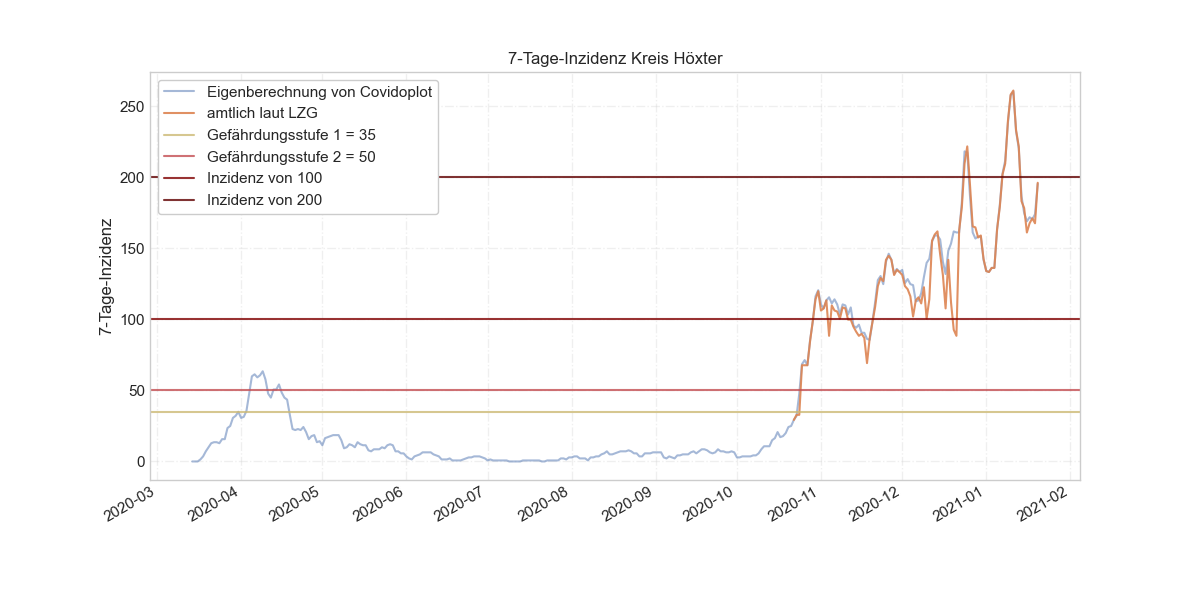 7-Tage-Inzidenz Kreis Höxter
Eigenberechnung von Covidoplot
amtlich laut LZG
Gefährdungsstufe 1 = 35
Gefährdungsstufe 2 = 50
Inzidenz von 100
Inzidenz von 200
7-Tage-Inzidenz
250
200
150
100
50
0
2020-03
2020-04
2020-05
2020-06
2020-07
2020-08
2020-09
2020-10
2020-11
2020-12
2021-01
2021-02